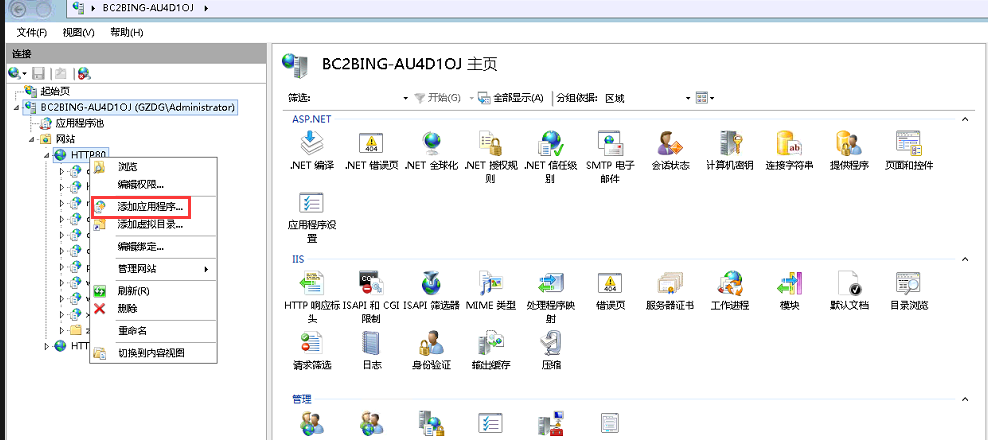 BC2BING-AU4D1OJ
文件(F) 视图(V) 帮助(H)
连接
起始页
BC2BING-AU4D1OJ (GZDG\Administrator)
应用程序池
网站
HTTP80
浏览
编辑权限...
添加应用程序...
添加虚拟目录...
编辑绑定...
管理网站
刷新(R)
删除
重命名
切换到内容视图
BC2BING-AU4D1OJ 主页
筛选: 开始(G) 全部显示(A) 分组依据: 区域
ASP.NET
.NET 编译 .NET 错误页 .NET 全球化 .NET 授权规则 .NET 信任级别 SMTP 电子邮件 会话状态 计算机密钥 连接字符串 提供程序 页面和控件
应用程序设置
IIS
HTTP 响应标头 ISAPI 和 CGI 限制 ISAPI 筛选器 MIME 类型 处理程序映射 错误页 服务器证书 工作进程 模块 默认文档 目录浏览
请求筛选 日志 身份验证 输出缓存 压缩
管理